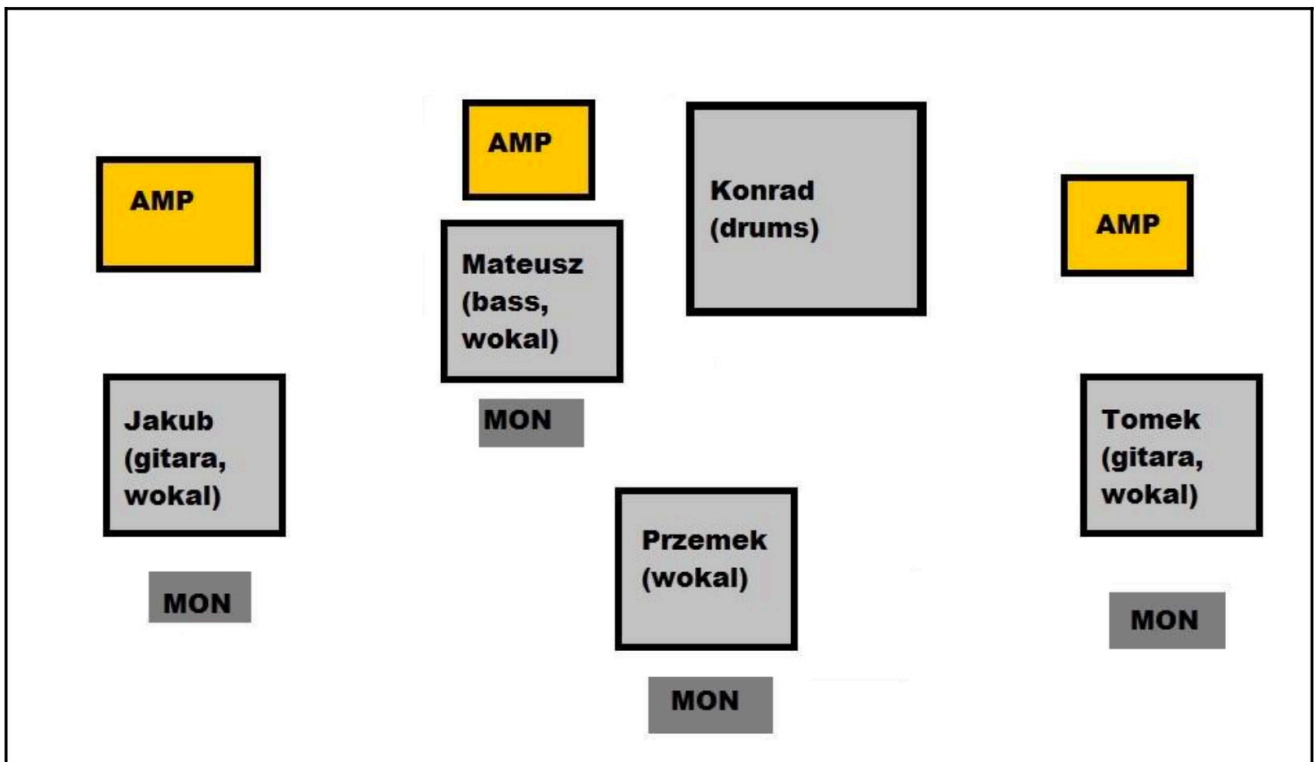 AMP
AMP
Konrad
(drums)
AMP
Mateusz
(bass,
wokal)
MON
Jakub
(gitara,
wokal)
Tomek
(gitara,
wokal)
Przemek
(wokal)
MON
MON
MON